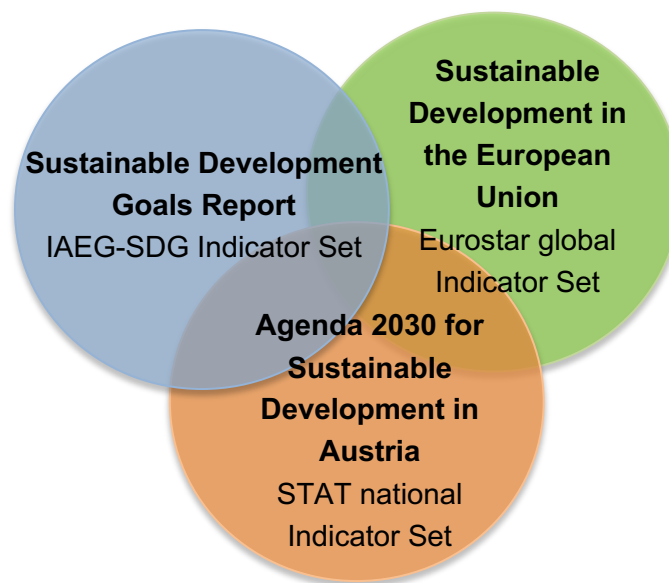 Sustainable Development
Goals Report
IAEG-SDG Indicator Set
Sustainable
Development in
the European
Union
Eurostar global
Indicator Set
Agenda 2030 for
Sustainable
Development in
Austria
STAT national
Indicator Set